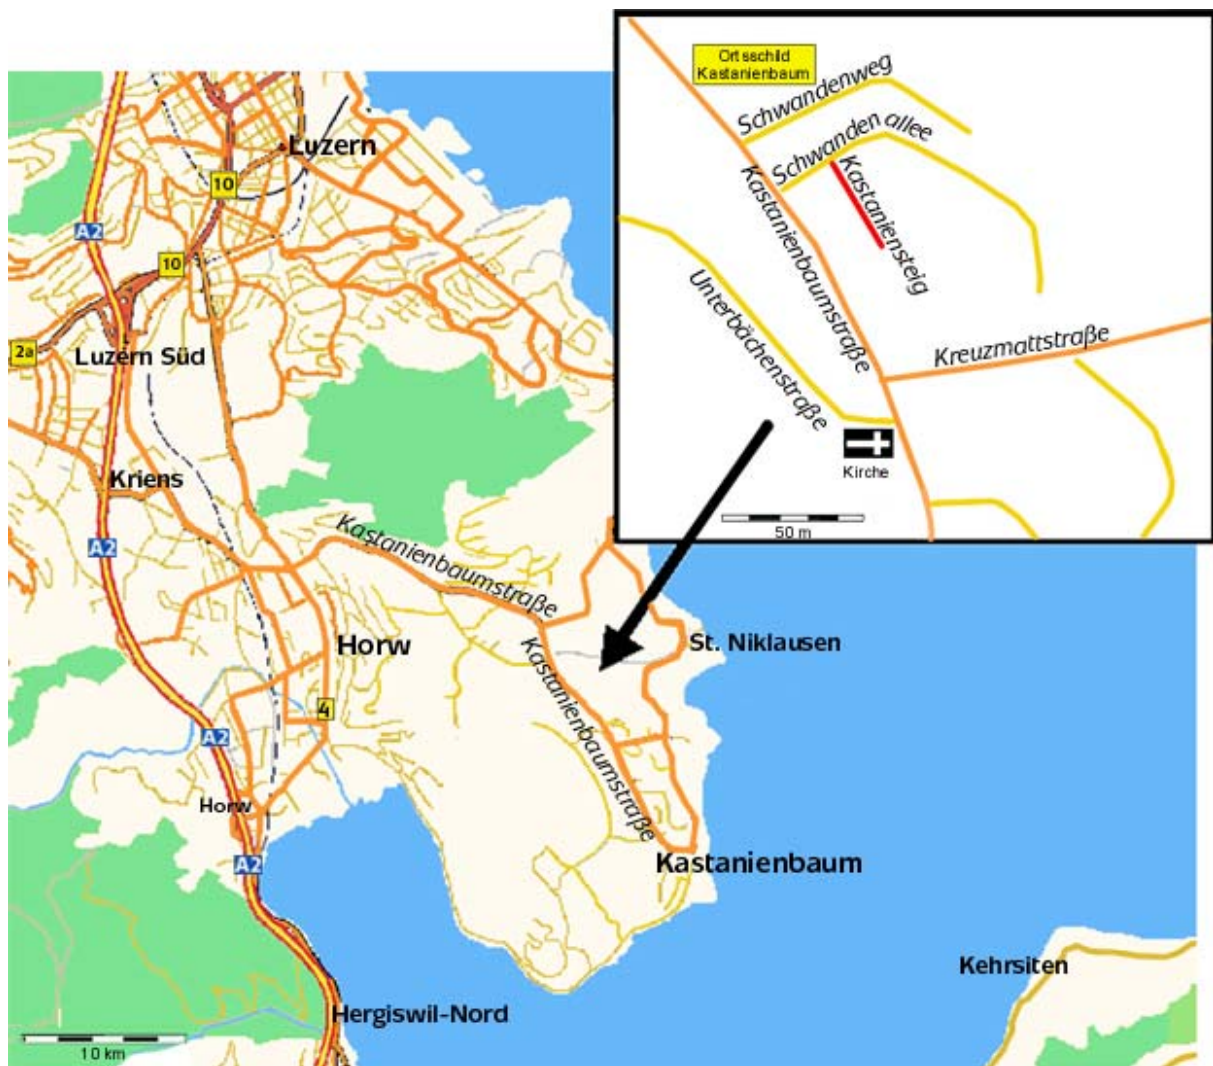 Ortsschild
Kastanienbaum
Schwandenweg
Schwanden allee
Kastaniensteig
Kastanienbaumstraße
Unterbächenstraße
Kreuzmattstraße
Kirche
50 m
Luzern
10
A2
10
2a
Luzern Süd
Kriens
A2
Kastanienbaumstraße
Horw
St. Niklausen
Kastanienbaumstraße
4
A2
Horw
A2
Kastanienbaum
Kehrsiten
Hergiswil-Nord
10 km